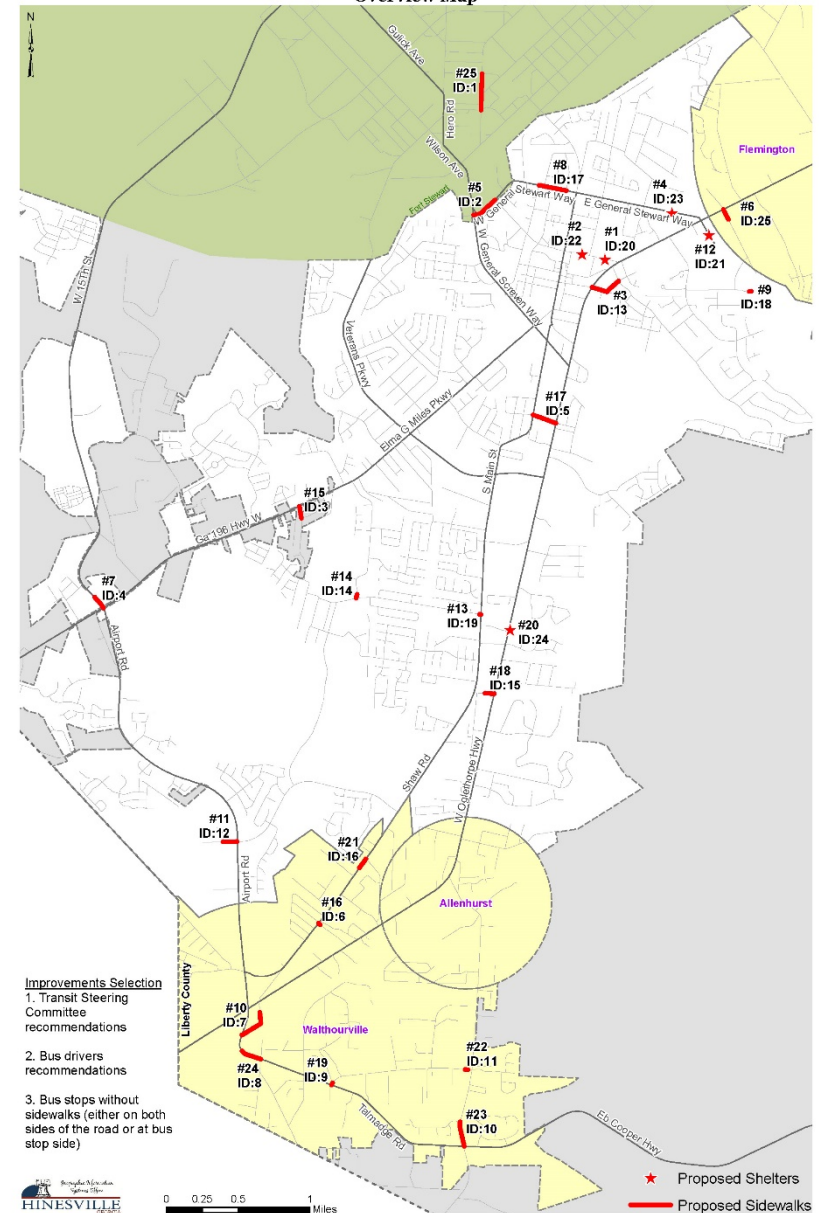 Overview Map
N
Gulick Ave
#25
ID:1
Hero Rd
Wilson Ave
Flemington
#8
ID:17
#5
ID:2
#4
ID:23
Fort Stewart
W General Stewart Way
E General Stewart Way
#6
ID:25
#2
ID:22
#1
ID:20
#12
ID:21
W 15Th St
W General Screven Way
#9
ID:18
#3
ID:13
Veterans Pkwy
Elma G Miles Pkwy
#17
ID:5
S Main St
#15
ID:3
Ga 196 Hwy W
#14
ID:14
#7
ID:4
#13
ID:19
#20
ID:24
Airport Rd
#18
ID:15
Shaw Rd
W Oglethorpe Hwy
#11
ID:12
#21
ID:16
Airport Rd
#16
ID:6
Allenhurst
Improvements Selection
1. Transit Steering
Committee
recommendations
2. Bus drivers
recommendations
3. Bus stops without
sidewalks (either on both
sides of the road or at bus
stop side)
Liberty County
#10
ID:7
Walthourville
#24
ID:8
#19
ID:9
#22
ID:11
Talmadge Rd
#23
ID:10
Eb Cooper Hwy
Proposed Shelters
Proposed Sidewalks
HINESVILLE
0 0.25 0.5 1
Miles